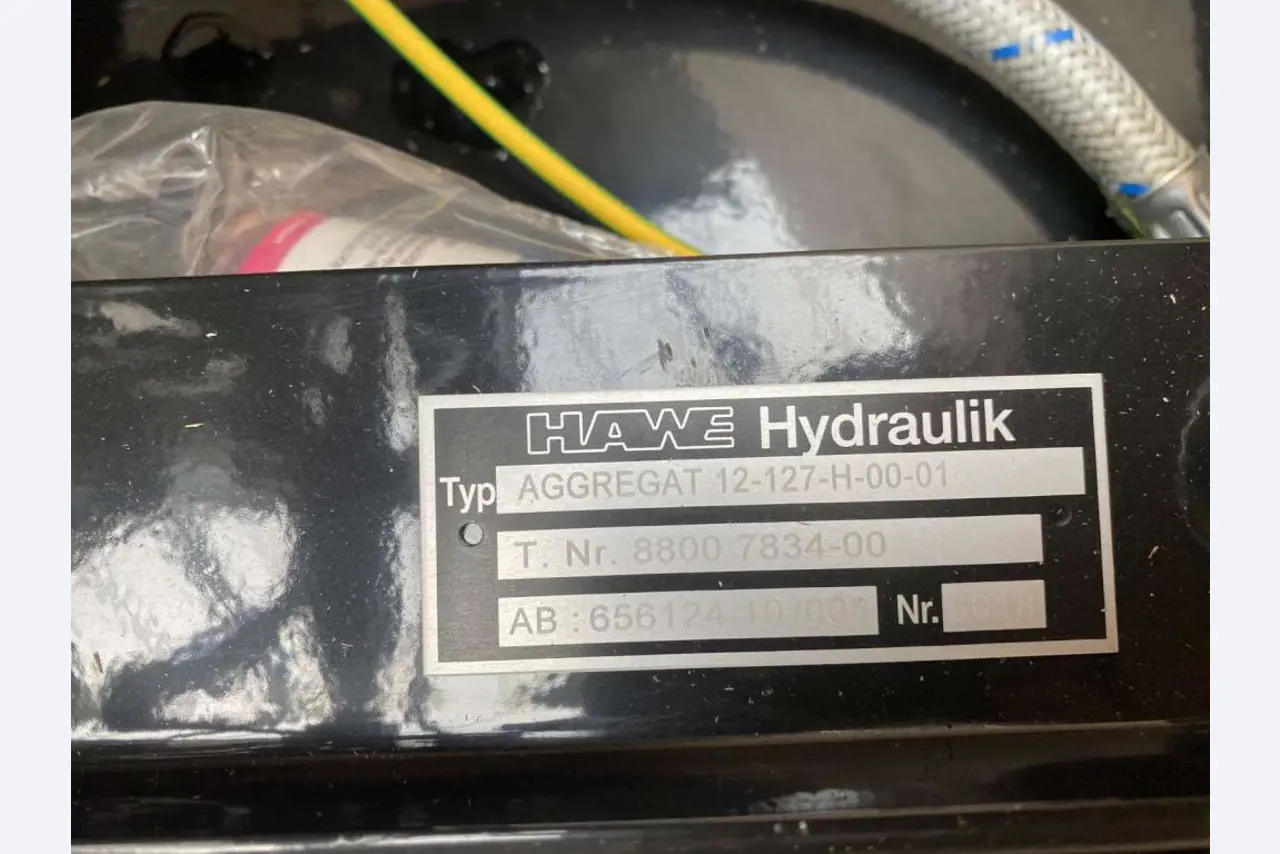 HAWE Hydraulik
Typ AGGREGAT 12-127-H-00-01
T. Nr. 8800 7834-00
AB : 656124 Nr.